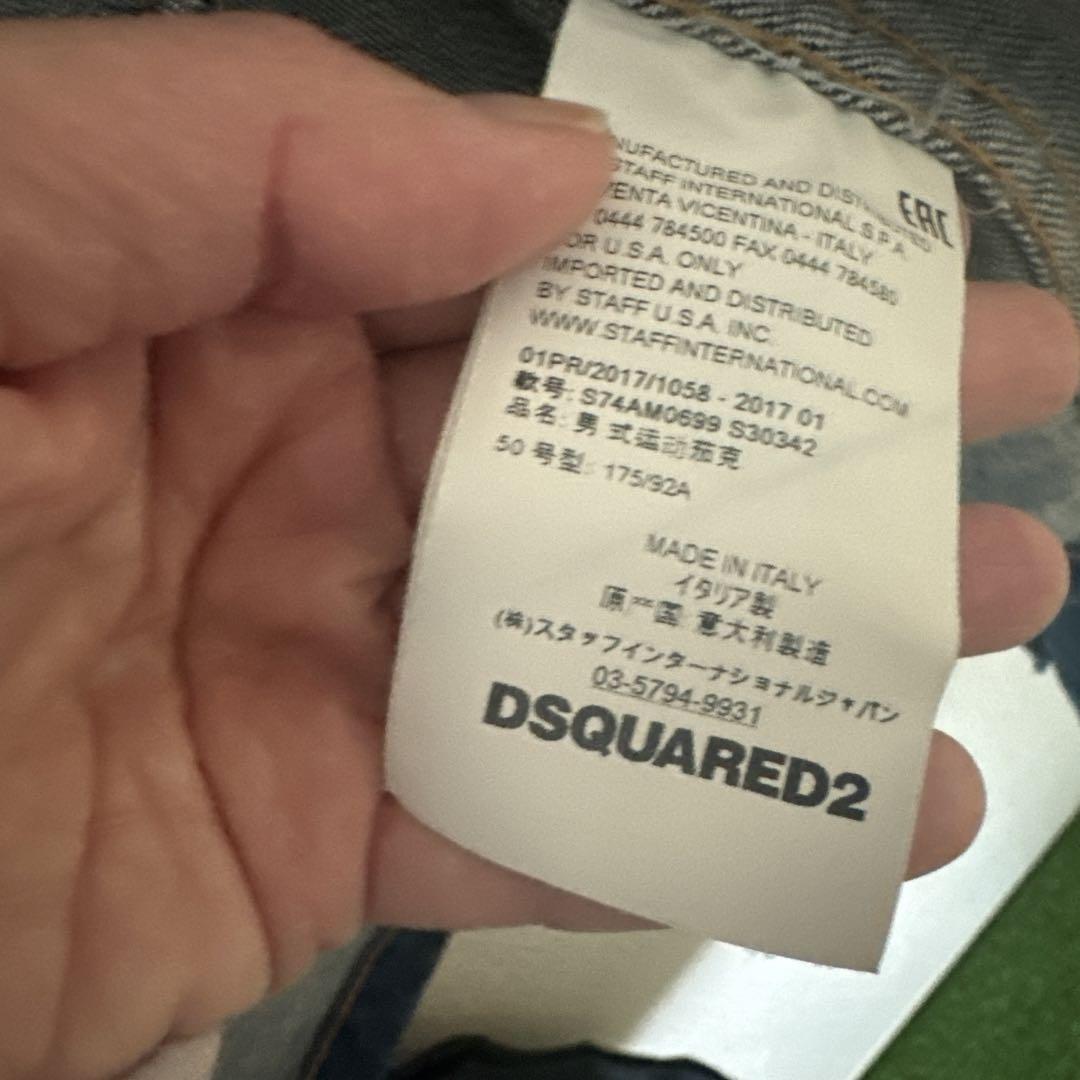 NUFACTURED AND DISTRIBUTED
STAFF INTERNATIONAL S.P.A.
VENTA VICENTINA - ITALY
0444 784500 FAX 0444 784580
OR U.S.A. ONLY
IMPORTED AND DISTRIBUTED
BY STAFF U.S.A. INC.
WWW.STAFFINTERNATIONAL.COM
EAC
01PR/2017/1058 - 2017 01
款号: S74AM0699 S30342
品名: 男式运动茄克
50 号型: 175/92A
MADE IN ITALY
イタリア製
原产国 意大利製造
(株)スタッフインターナショナルジャパン
03-5794-9931
DSQUARED2